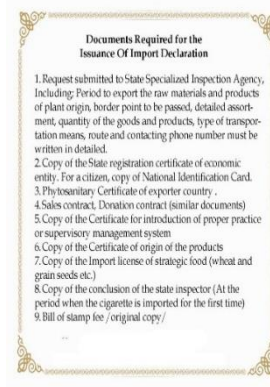 Documents Required for the
Issuance Of Import Declaration
1. Request submitted to State Specialized Inspection Agency,
Including; Period to export the raw materials and products
of plant origin, border point to be passed, detailed assort-
ment, quantity of the goods and products, type of transpor-
tation means, route and contacting phone number must be
written in detailed.
2. Copy of the State registration certificate of economic
entity. For a citizen, copy of National Identification Card.
3. Phytosanitary Certificate of exporter country .
4. Sales contract, Donation contract (similar documents)
5. Copy of the Certificate for introduction of proper practice
or supervisory management system
6. Copy of the Certificate of origin of the products
7. Copy of the Import license of strategic food (wheat and
grain seeds etc.)
8. Copy of the conclusion of the state inspector (At the
period when the cigarette is imported for the first time)
9. Bill of stamp fee /original copy/